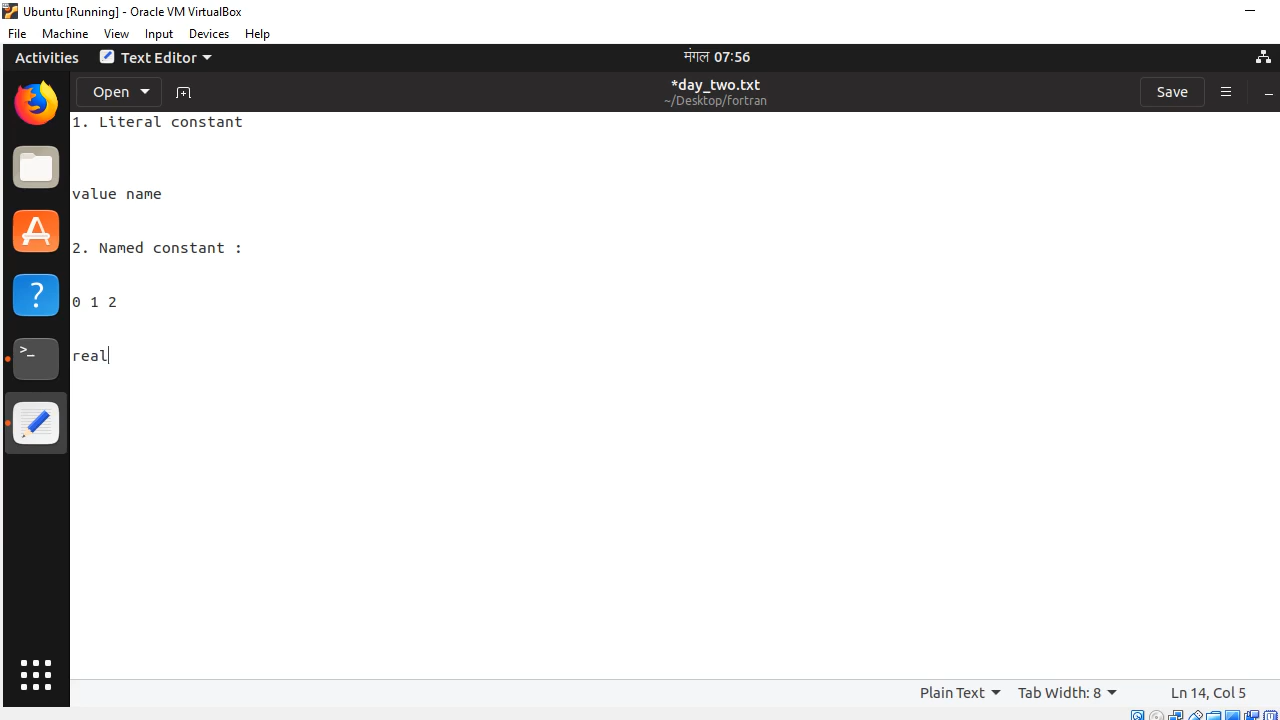 Ubuntu [Running] - Oracle VM VirtualBox
File Machine View Input Devices Help
Activities Text Editor मंगल 07:56
Open *day_two.txt Save
~/Desktop/fortran
1. Literal constant
value name
2. Named constant :
0 1 2
real
Plain Text Tab Width: 8 Ln 14, Col 5